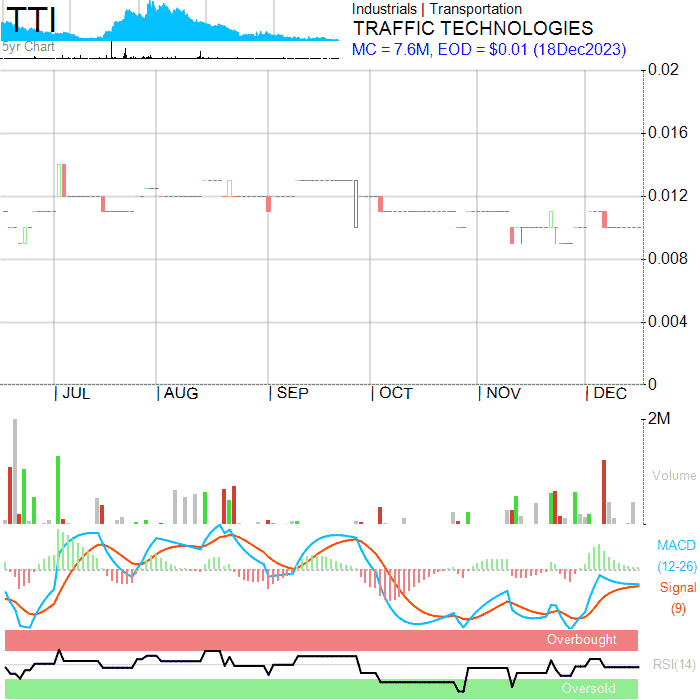 TTI
5yr Chart
Industrials | Transportation
TRAFFIC TECHNOLOGIES
MC = 7.6M, EOD = $0.01 (18Dec2023)
0.02
0.016
0.012
0.008
0.004
0
JUL AUG SEP OCT NOV DEC
2M
Volume
MACD
(12-26)
Signal
(9)
Overbought
RSI(14)
Oversold